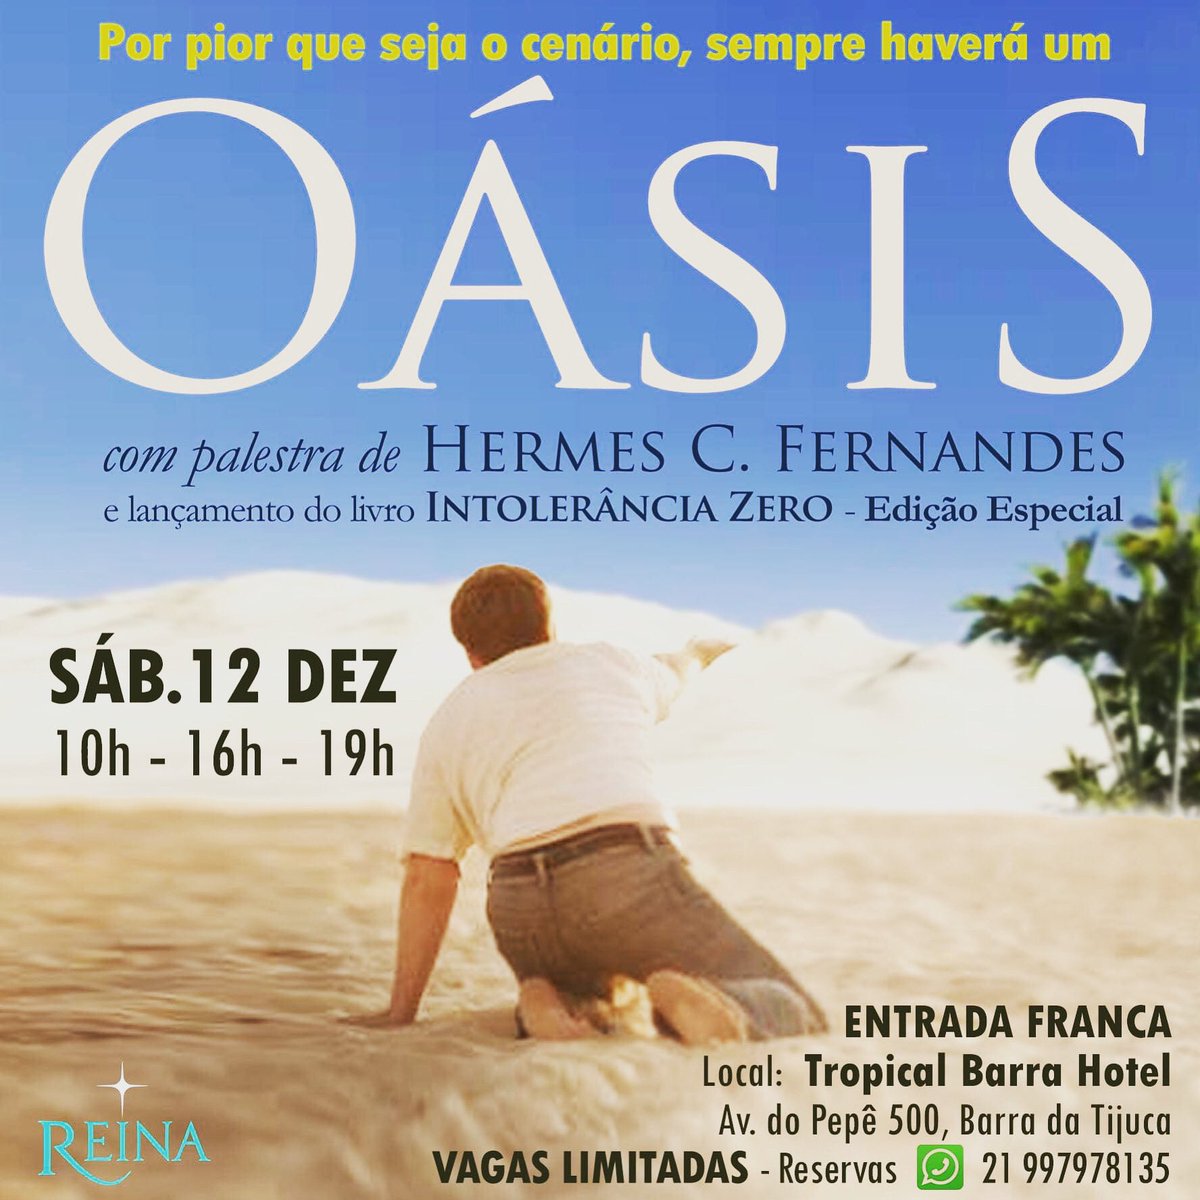 Por pior que seja o cenário, sempre haverá um
OÁSIS
com palestra de HERMES C. FERNANDES
e lançamento do livro INTOLERÂNCIA ZERO - Edição Especial
SÁB.12 DEZ
10h - 16h - 19h
ENTRADA FRANCA
Local: Tropical Barra Hotel
Av. do Pepê 500, Barra da Tijuca
VAGAS LIMITADAS - Reservas 21 997978135
REINA